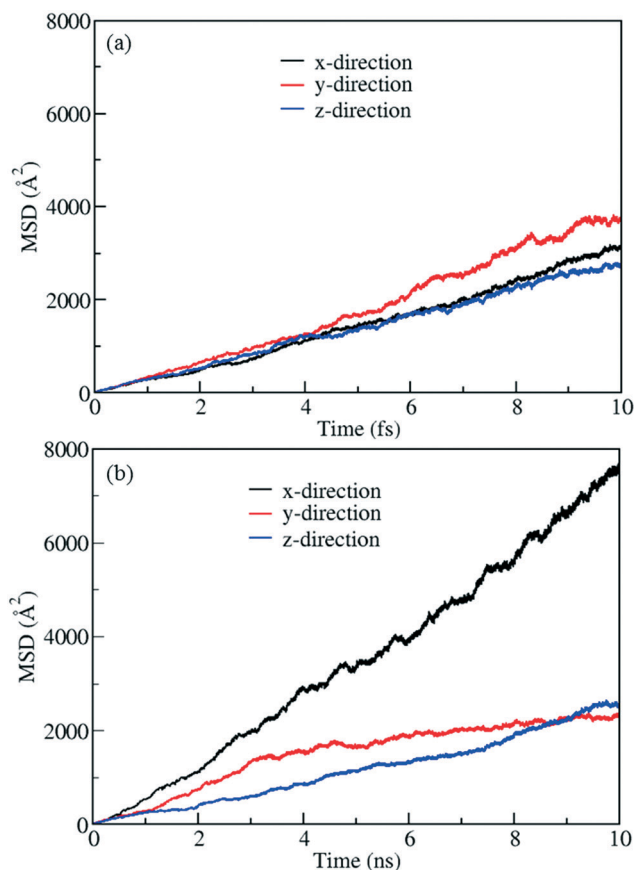 (a)
x-direction
y-direction
z-direction
MSD (Å²)
8000
6000
4000
2000
0
0 2 4 6 8 10
Time (fs)
(b)
x-direction
y-direction
z-direction
MSD (Å²)
8000
6000
4000
2000
0
0 2 4 6 8 10
Time (ns)